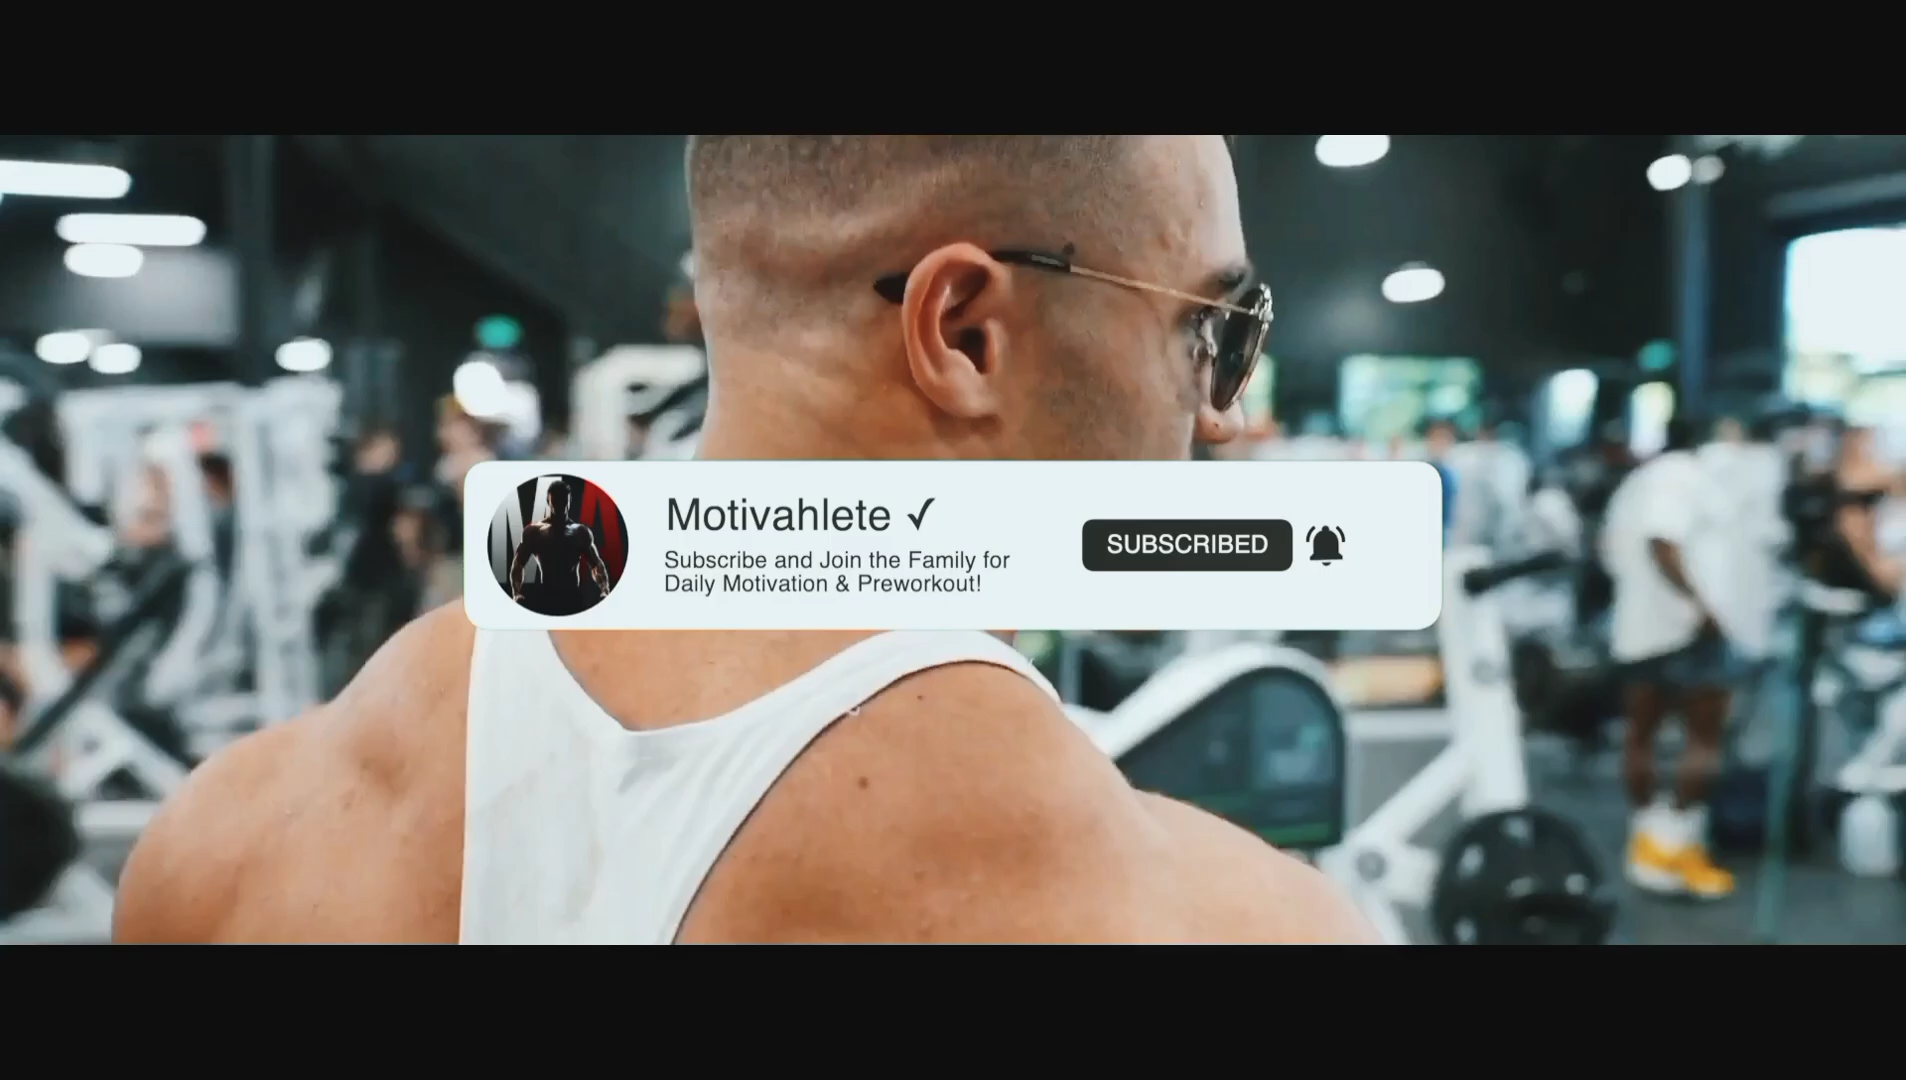 Motivahlete ✓
Subscribe and Join the Family for
Daily Motivation & Preworkout!
SUBSCRIBED